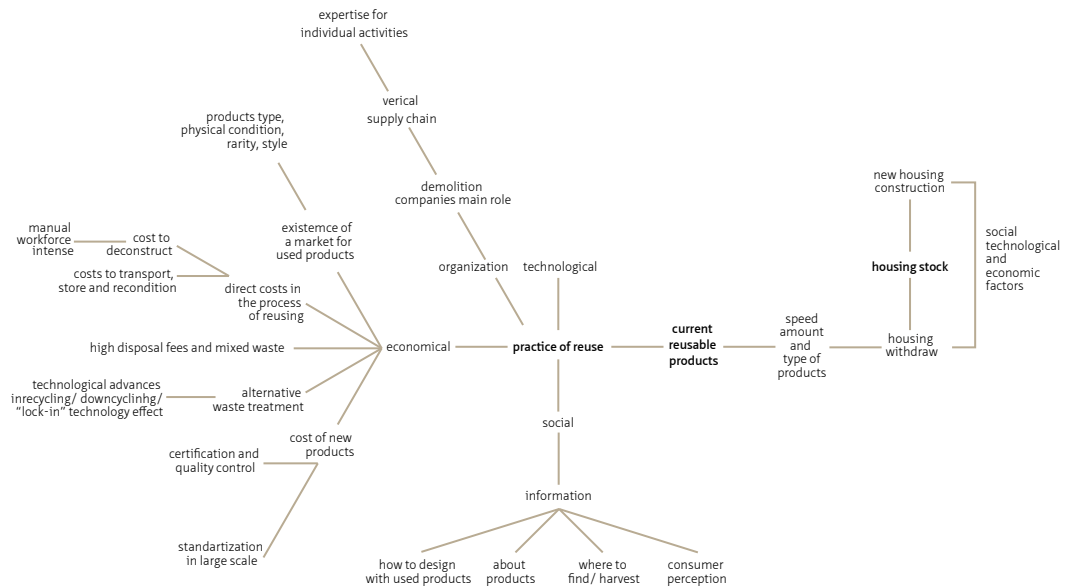 expertise for
individual activities
verical
supply chain
products type,
physical condition,
rarity, style
demolition
companies main role
new housing
construction
manual
workforce
intense
cost to
deconstruct
existemce of
a market for
used products
social
technological
and
economic
factors
organization
technological
housing stock
costs to transport,
store and recondition
direct costs in
the process
of reusing
high disposal fees and mixed waste
economical
practice of reuse
current
reusable
products
speed
amount
and
type of
products
housing
withdraw
technological advances
inrecycling/ downcyclinhg/
"lock-in" technology effect
alternative
waste treatment
social
cost of new
products
certification and
quality control
information
standartization
in large scale
how to design
with used products
about
products
where to
find/ harvest
consumer
perception